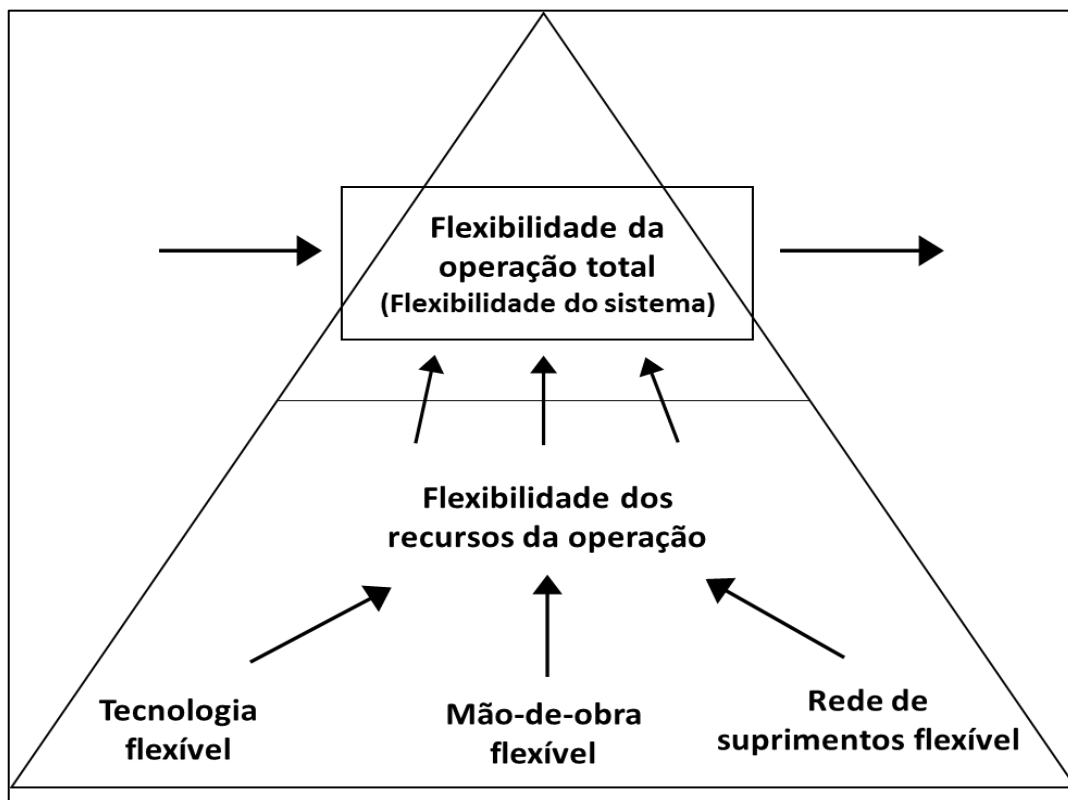 Flexibilidade da
operação total
(Flexibilidade do sistema)
Flexibilidade dos
recursos da operação
Tecnologia
flexível
Mão-de-obra
flexível
Rede de
suprimentos flexível